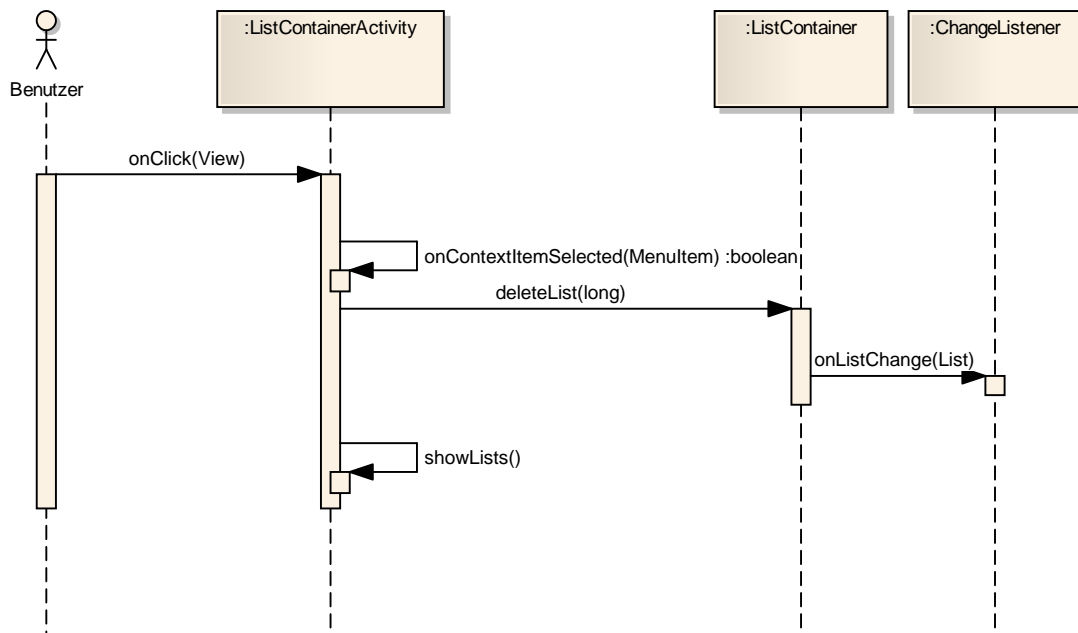 :ListContainerActivity
:ListContainer
:ChangeListener
Benutzer
onClick(View)
onContextItemSelected(MenuItem) :boolean
deleteList(long)
onListChange(List)
showLists()